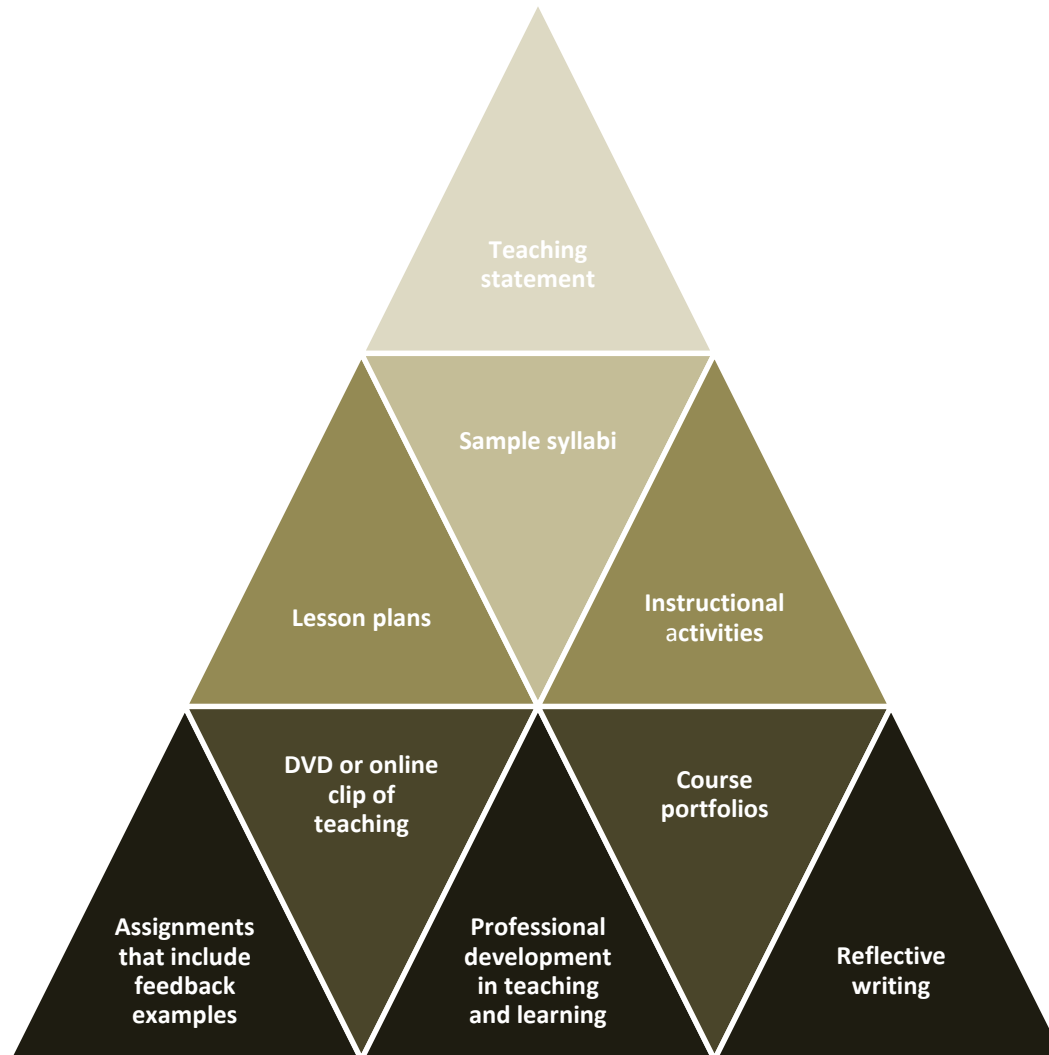 Teaching
statement
Sample syllabi
Lesson plans
Instructional
activities
DVD or online
clip of
teaching
Course
portfolios
Assignments
that include
feedback
examples
Professional
development
in teaching
and learning
Reflective
writing